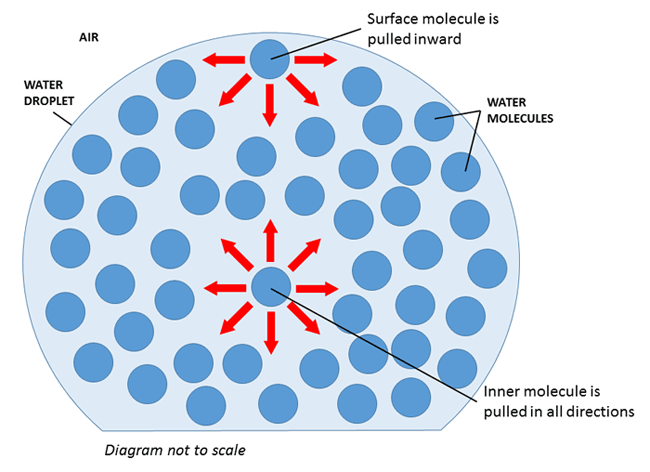 Surface molecule is
pulled inward
AIR
WATER
DROPLET
WATER
MOLECULES
Inner molecule is
pulled in all directions
Diagram not to scale